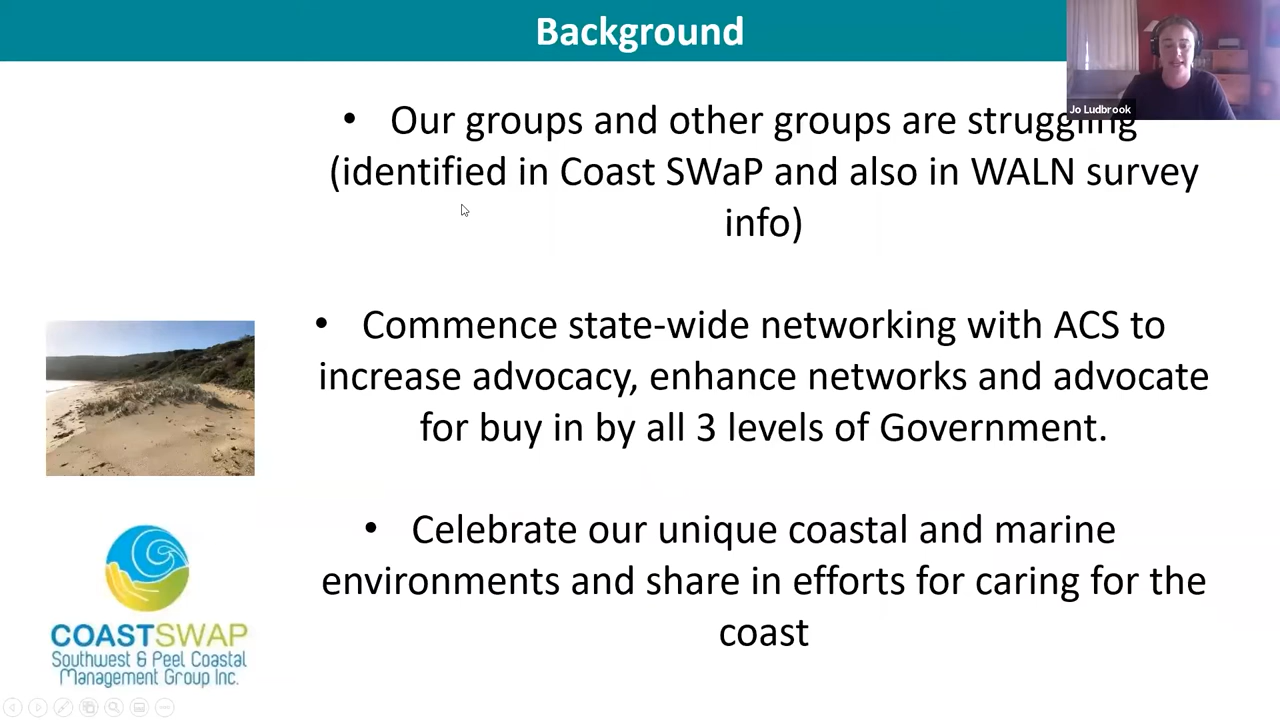 Background
Jo Ludbrook
• Our groups and other groups are struggling
(identified in Coast SWaP and also in WALN survey
info)
• Commence state-wide networking with ACS to
increase advocacy, enhance networks and advocate
for buy in by all 3 levels of Government.
• Celebrate our unique coastal and marine
environments and share in efforts for caring for the
coast
COASTSWAP
Southwest & Peel Coastal
Management Group Inc.